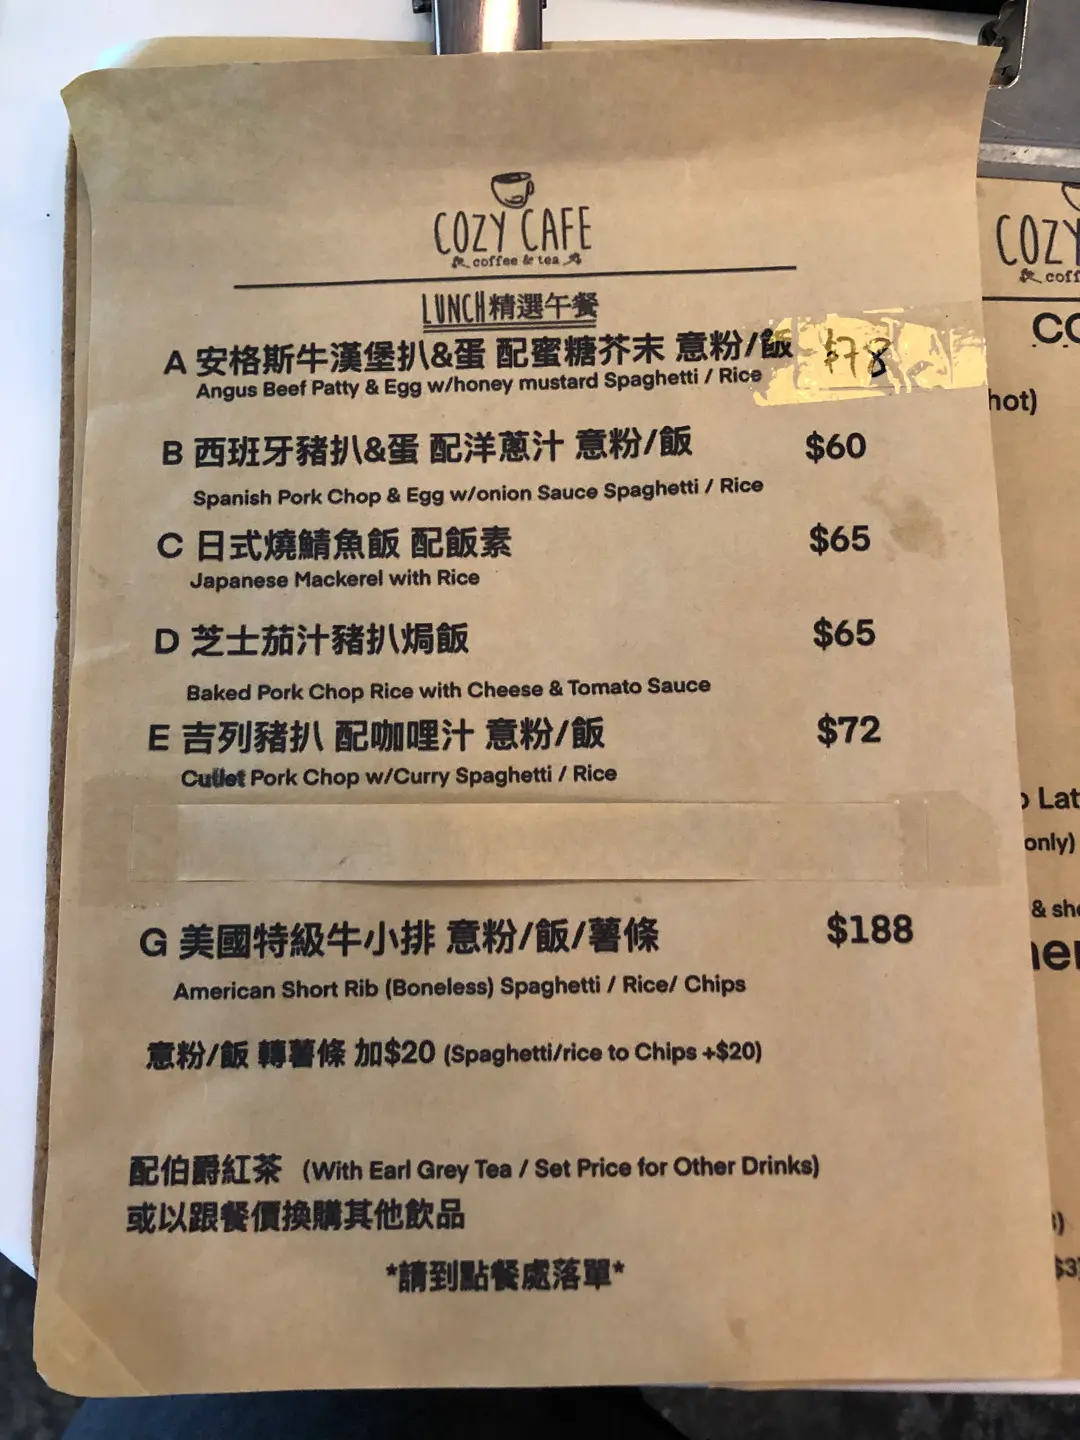 COZY CAFE
coffee & tea
LUNCH精選午餐
A 安格斯牛漢堡扒&蛋 配蜜糖芥末 意粉/飯 $78
Angus Beef Patty & Egg w/honey mustard Spaghetti / Rice
B 西班牙豬扒&蛋 配洋蔥汁 意粉/飯 $60
Spanish Pork Chop & Egg w/onion Sauce Spaghetti / Rice
C 日式燒鯖魚飯 配飯素 $65
Japanese Mackerel with Rice
D 芝士茄汁豬扒焗飯 $65
Baked Pork Chop Rice with Cheese & Tomato Sauce
E 吉列豬扒 配咖哩汁 意粉/飯 $72
Cutlet Pork Chop w/Curry Spaghetti / Rice
G 美國特級牛小排 意粉/飯/薯條 $188
American Short Rib (Boneless) Spaghetti / Rice/ Chips
意粉/飯 轉薯條 加$20 (Spaghetti/rice to Chips +$20)
配伯爵紅茶 (With Earl Grey Tea / Set Price for Other Drinks)
或以跟餐價換購其他飲品
*請到點餐處落單*
COZY
hot)
only)